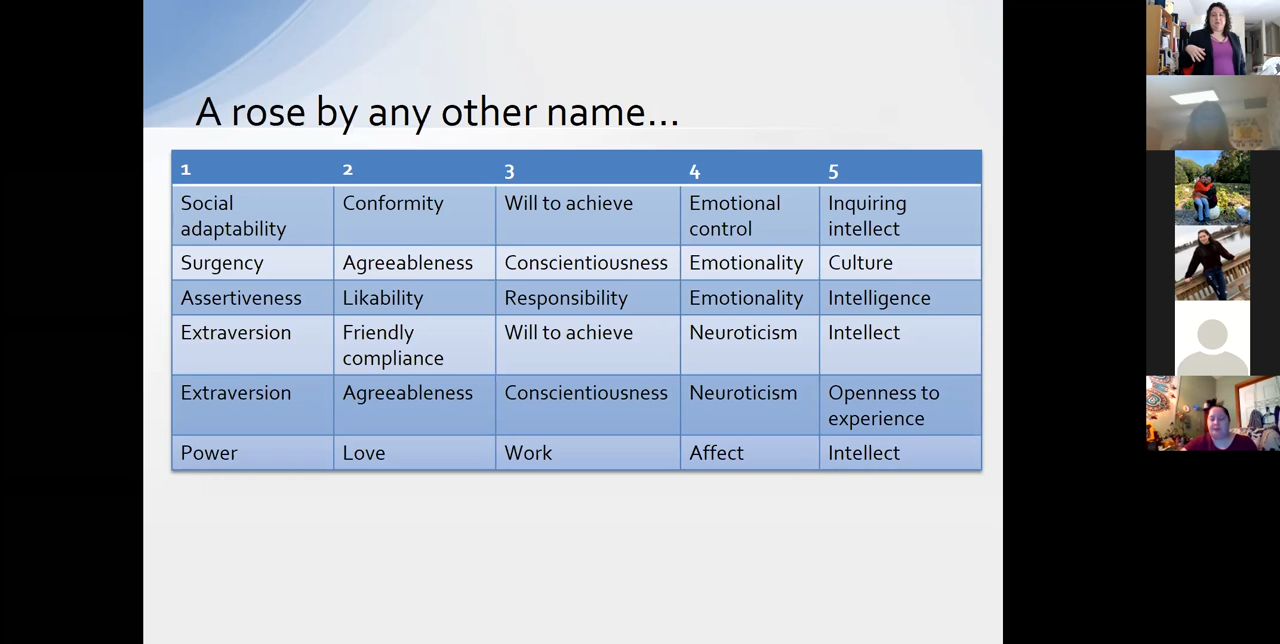 A rose by any other name...
1 2 3 4 5
Social adaptability Conformity Will to achieve Emotional control Inquiring intellect
Surgency Agreeableness Conscientiousness Emotionality Culture
Assertiveness Likability Responsibility Emotionality Intelligence
Extraversion Friendly compliance Will to achieve Neuroticism Intellect
Extraversion Agreeableness Conscientiousness Neuroticism Openness to experience
Power Love Work Affect Intellect